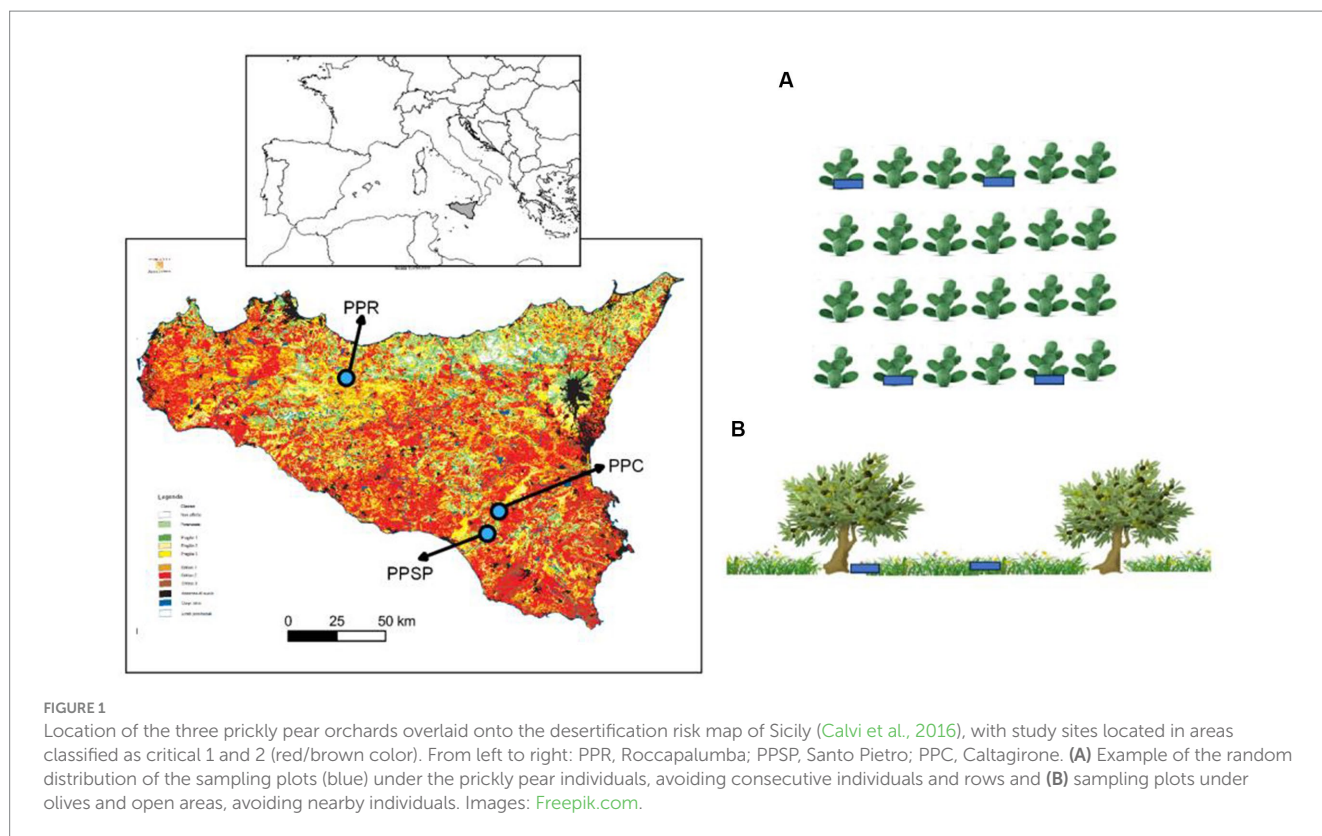 A
PPR
PPC
PPSP
0 25 50 km
B
FIGURE 1
Location of the three prickly pear orchards overlaid onto the desertification risk map of Sicily (Calvi et al., 2016), with study sites located in areas
classified as critical 1 and 2 (red/brown color). From left to right: PPR, Roccapalumba; PPSP, Santo Pietro; PPC, Caltagirone. (A) Example of the random
distribution of the sampling plots (blue) under the prickly pear individuals, avoiding consecutive individuals and rows and (B) sampling plots under
olives and open areas, avoiding nearby individuals. Images: Freepik.com.